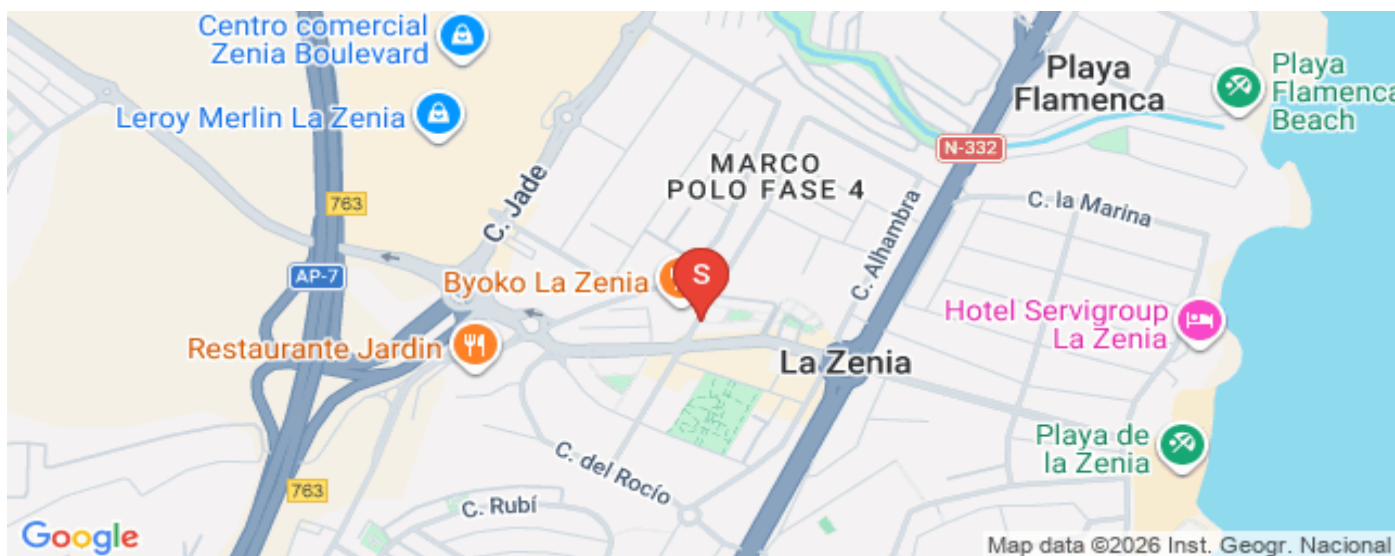 Centro comercial
Zenia Boulevard
Leroy Merlin La Zenia
Playa
Flamenca
Playa
Flamenca
Beach
N-332
MARCO
POLO FASE 4
C. Jade
763
C. la Marina
C. Alhambra
AP-7
S
Byoko La Zenia
Hotel Servigroup
La Zenia
Restaurante Jardin
La Zenia
Playa de
la Zenia
C. del Rocío
763
C. Rubí
Google
Map data ©2026 Inst. Geogr. Nacional